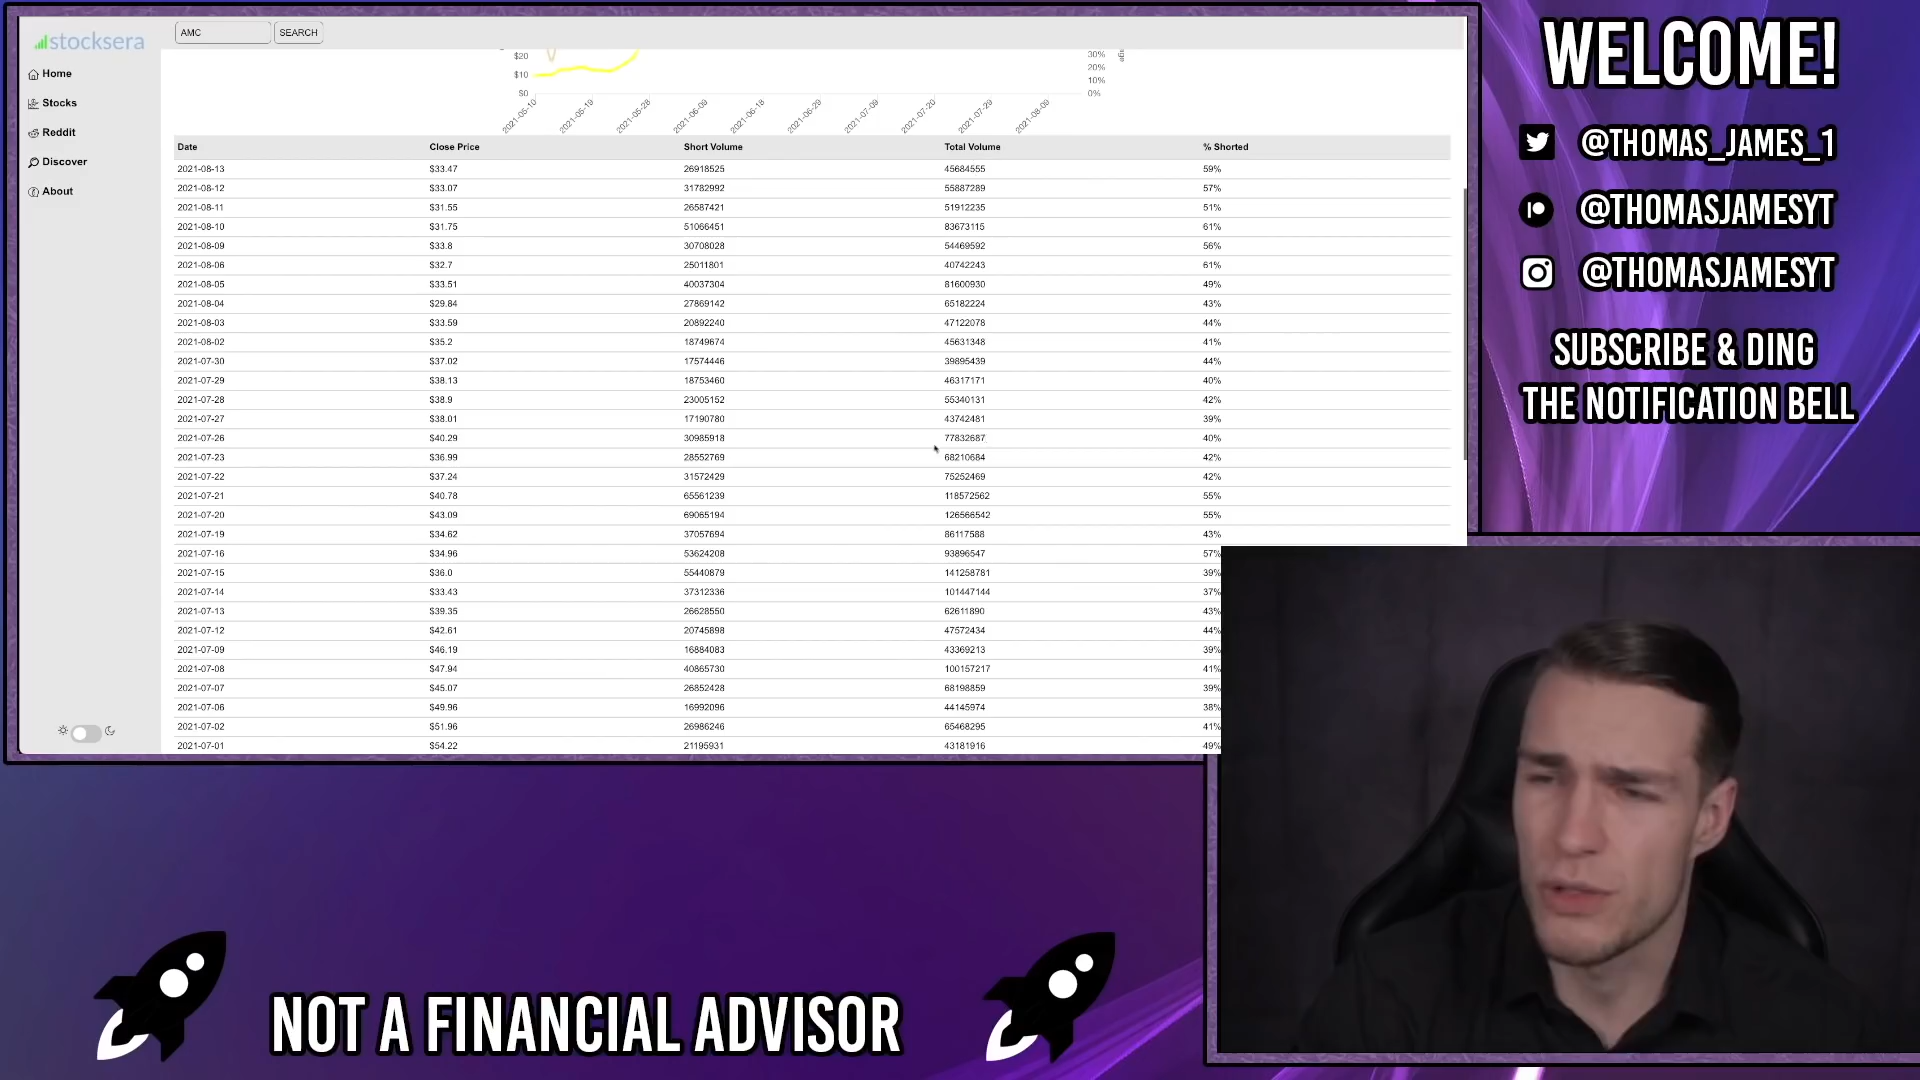 stocksera
AMC
SEARCH
Home
Stocks
Reddit
Discover
About
$20
$10
$0
30%
20%
10%
0%
2021-05-10
2021-05-19
2021-05-28
2021-06-09
2021-06-18
2021-06-29
2021-07-09
2021-07-20
2021-07-29
2021-08-09
Date Close Price Short Volume Total Volume % Shorted
2021-08-13 $33.47 26918525 45684555 59%
2021-08-12 $33.07 31782992 55887289 57%
2021-08-11 $31.55 26587421 51912235 51%
2021-08-10 $31.75 51066451 83673115 61%
2021-08-09 $33.8 30708028 54469592 56%
2021-08-06 $32.7 25011801 40742243 61%
2021-08-05 $33.51 40037304 81600930 49%
2021-08-04 $29.84 27869142 65182224 43%
2021-08-03 $33.59 20892240 47122078 44%
2021-08-02 $35.2 18749674 45631348 41%
2021-07-30 $37.02 17574446 39895439 44%
2021-07-29 $38.13 18753460 46317171 40%
2021-07-28 $38.9 23005152 55340131 42%
2021-07-27 $38.01 17190780 43742481 39%
2021-07-26 $40.29 30985918 77832687 40%
2021-07-23 $36.99 28552769 68210684 42%
2021-07-22 $37.24 31572429 75252469 42%
2021-07-21 $40.78 65561239 118572562 55%
2021-07-20 $43.09 69065194 126566542 55%
2021-07-19 $34.62 37057694 86117588 43%
2021-07-16 $34.96 53624208 93896547 57%
2021-07-15 $36.0 55440879 141258781 39%
2021-07-14 $33.43 37312336 101447144 37%
2021-07-13 $39.35 26628550 62611890 43%
2021-07-12 $42.61 20745898 47572434 44%
2021-07-09 $46.19 16884083 43369213 39%
2021-07-08 $47.94 40865730 100157217 41%
2021-07-07 $45.07 26852428 68198859 39%
2021-07-06 $49.96 16992096 44145974 38%
2021-07-02 $51.96 26986246 65468295 41%
2021-07-01 $54.22 21195931 43181916 49%
WELCOME!
@THOMAS_JAMES_1
@THOMASJAMESYT
@THOMASJAMESYT
SUBSCRIBE & DING
THE NOTIFICATION BELL
NOT A FINANCIAL ADVISOR